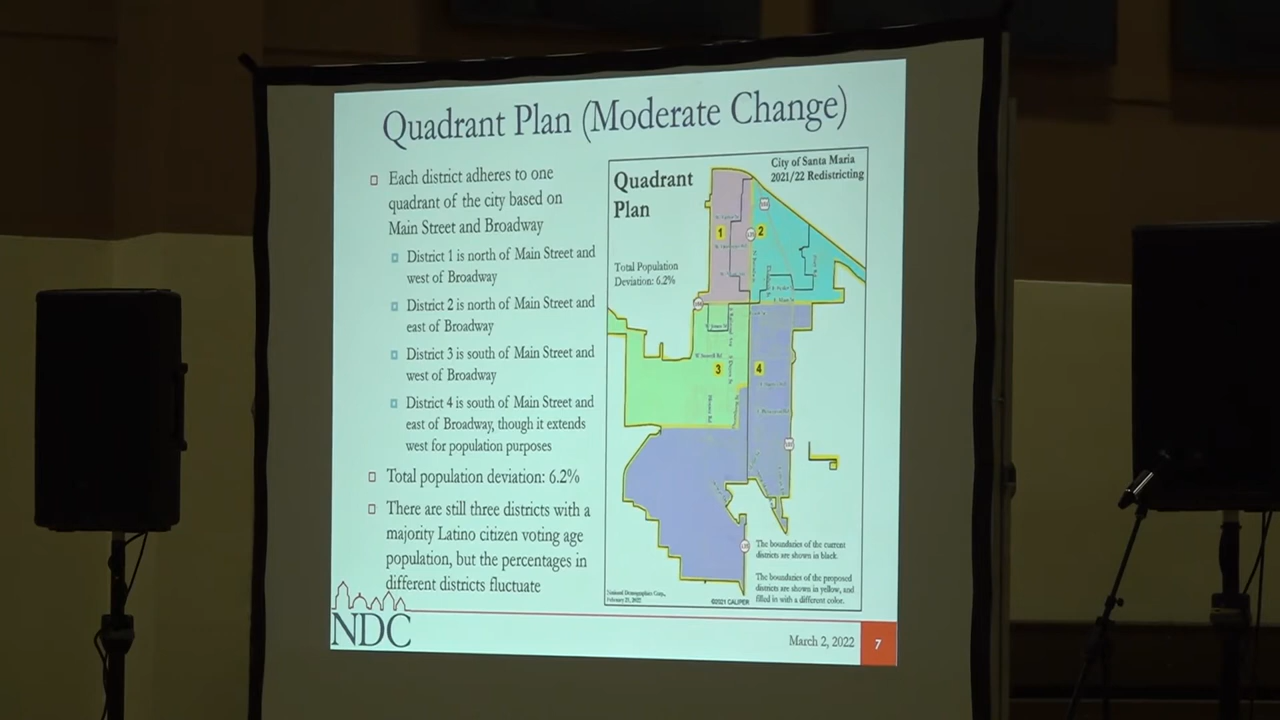 Quadrant Plan (Moderate Change)
Each district adheres to one
quadrant of the city based on
Main Street and Broadway
District 1 is north of Main Street and
west of Broadway
District 2 is north of Main Street and
east of Broadway
District 3 is south of Main Street and
west of Broadway
District 4 is south of Main Street and
east of Broadway, though it extends
west for population purposes
Total population deviation: 6.2%
There are still three districts with a
majority Latino citizen voting age
population, but the percentages in
different districts fluctuate
City of Santa Maria
2021/22 Redistricting
Quadrant
Plan
Total Population
Deviation: 6.2%
1
2
3
4
The boundaries of the current
districts are shown in black.
The boundaries of the proposed
districts are shown in yellow, and
filled in with a different color.
National Demographics Corp.,
©2021 CALIPER
NDC
March 2, 2022
7